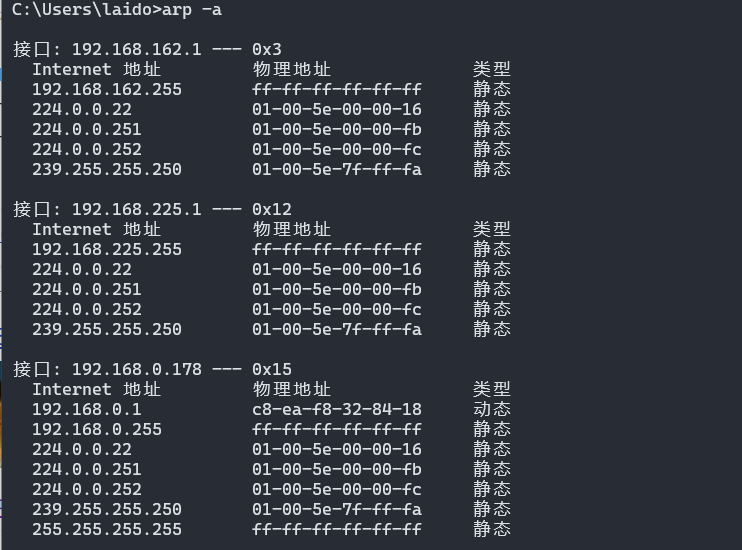 C:\Users\laido>arp -a
接口: 192.168.162.1 --- 0x3
Internet 地址 物理地址 类型
192.168.162.255 ff-ff-ff-ff-ff-ff 静态
224.0.0.22 01-00-5e-00-00-16 静态
224.0.0.251 01-00-5e-00-00-fb 静态
224.0.0.252 01-00-5e-00-00-fc 静态
239.255.255.250 01-00-5e-7f-ff-fa 静态
接口: 192.168.225.1 --- 0x12
Internet 地址 物理地址 类型
192.168.225.255 ff-ff-ff-ff-ff-ff 静态
224.0.0.22 01-00-5e-00-00-16 静态
224.0.0.251 01-00-5e-00-00-fb 静态
224.0.0.252 01-00-5e-00-00-fc 静态
239.255.255.250 01-00-5e-7f-ff-fa 静态
接口: 192.168.0.178 --- 0x15
Internet 地址 物理地址 类型
192.168.0.1 c8-ea-f8-32-84-18 动态
192.168.0.255 ff-ff-ff-ff-ff-ff 静态
224.0.0.22 01-00-5e-00-00-16 静态
224.0.0.251 01-00-5e-00-00-fb 静态
224.0.0.252 01-00-5e-00-00-fc 静态
239.255.255.250 01-00-5e-7f-ff-fa 静态
255.255.255.255 ff-ff-ff-ff-ff-ff 静态